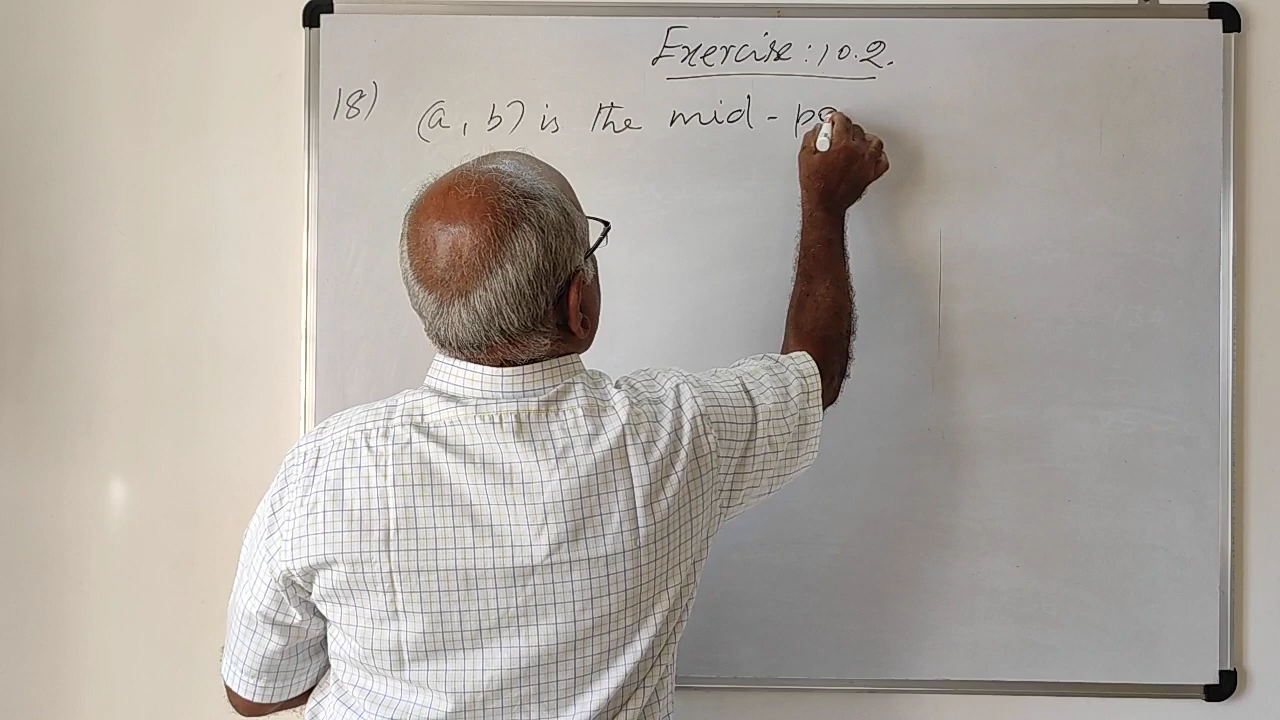 Exercise : 10.2.
18) (a, b) is the mid - po